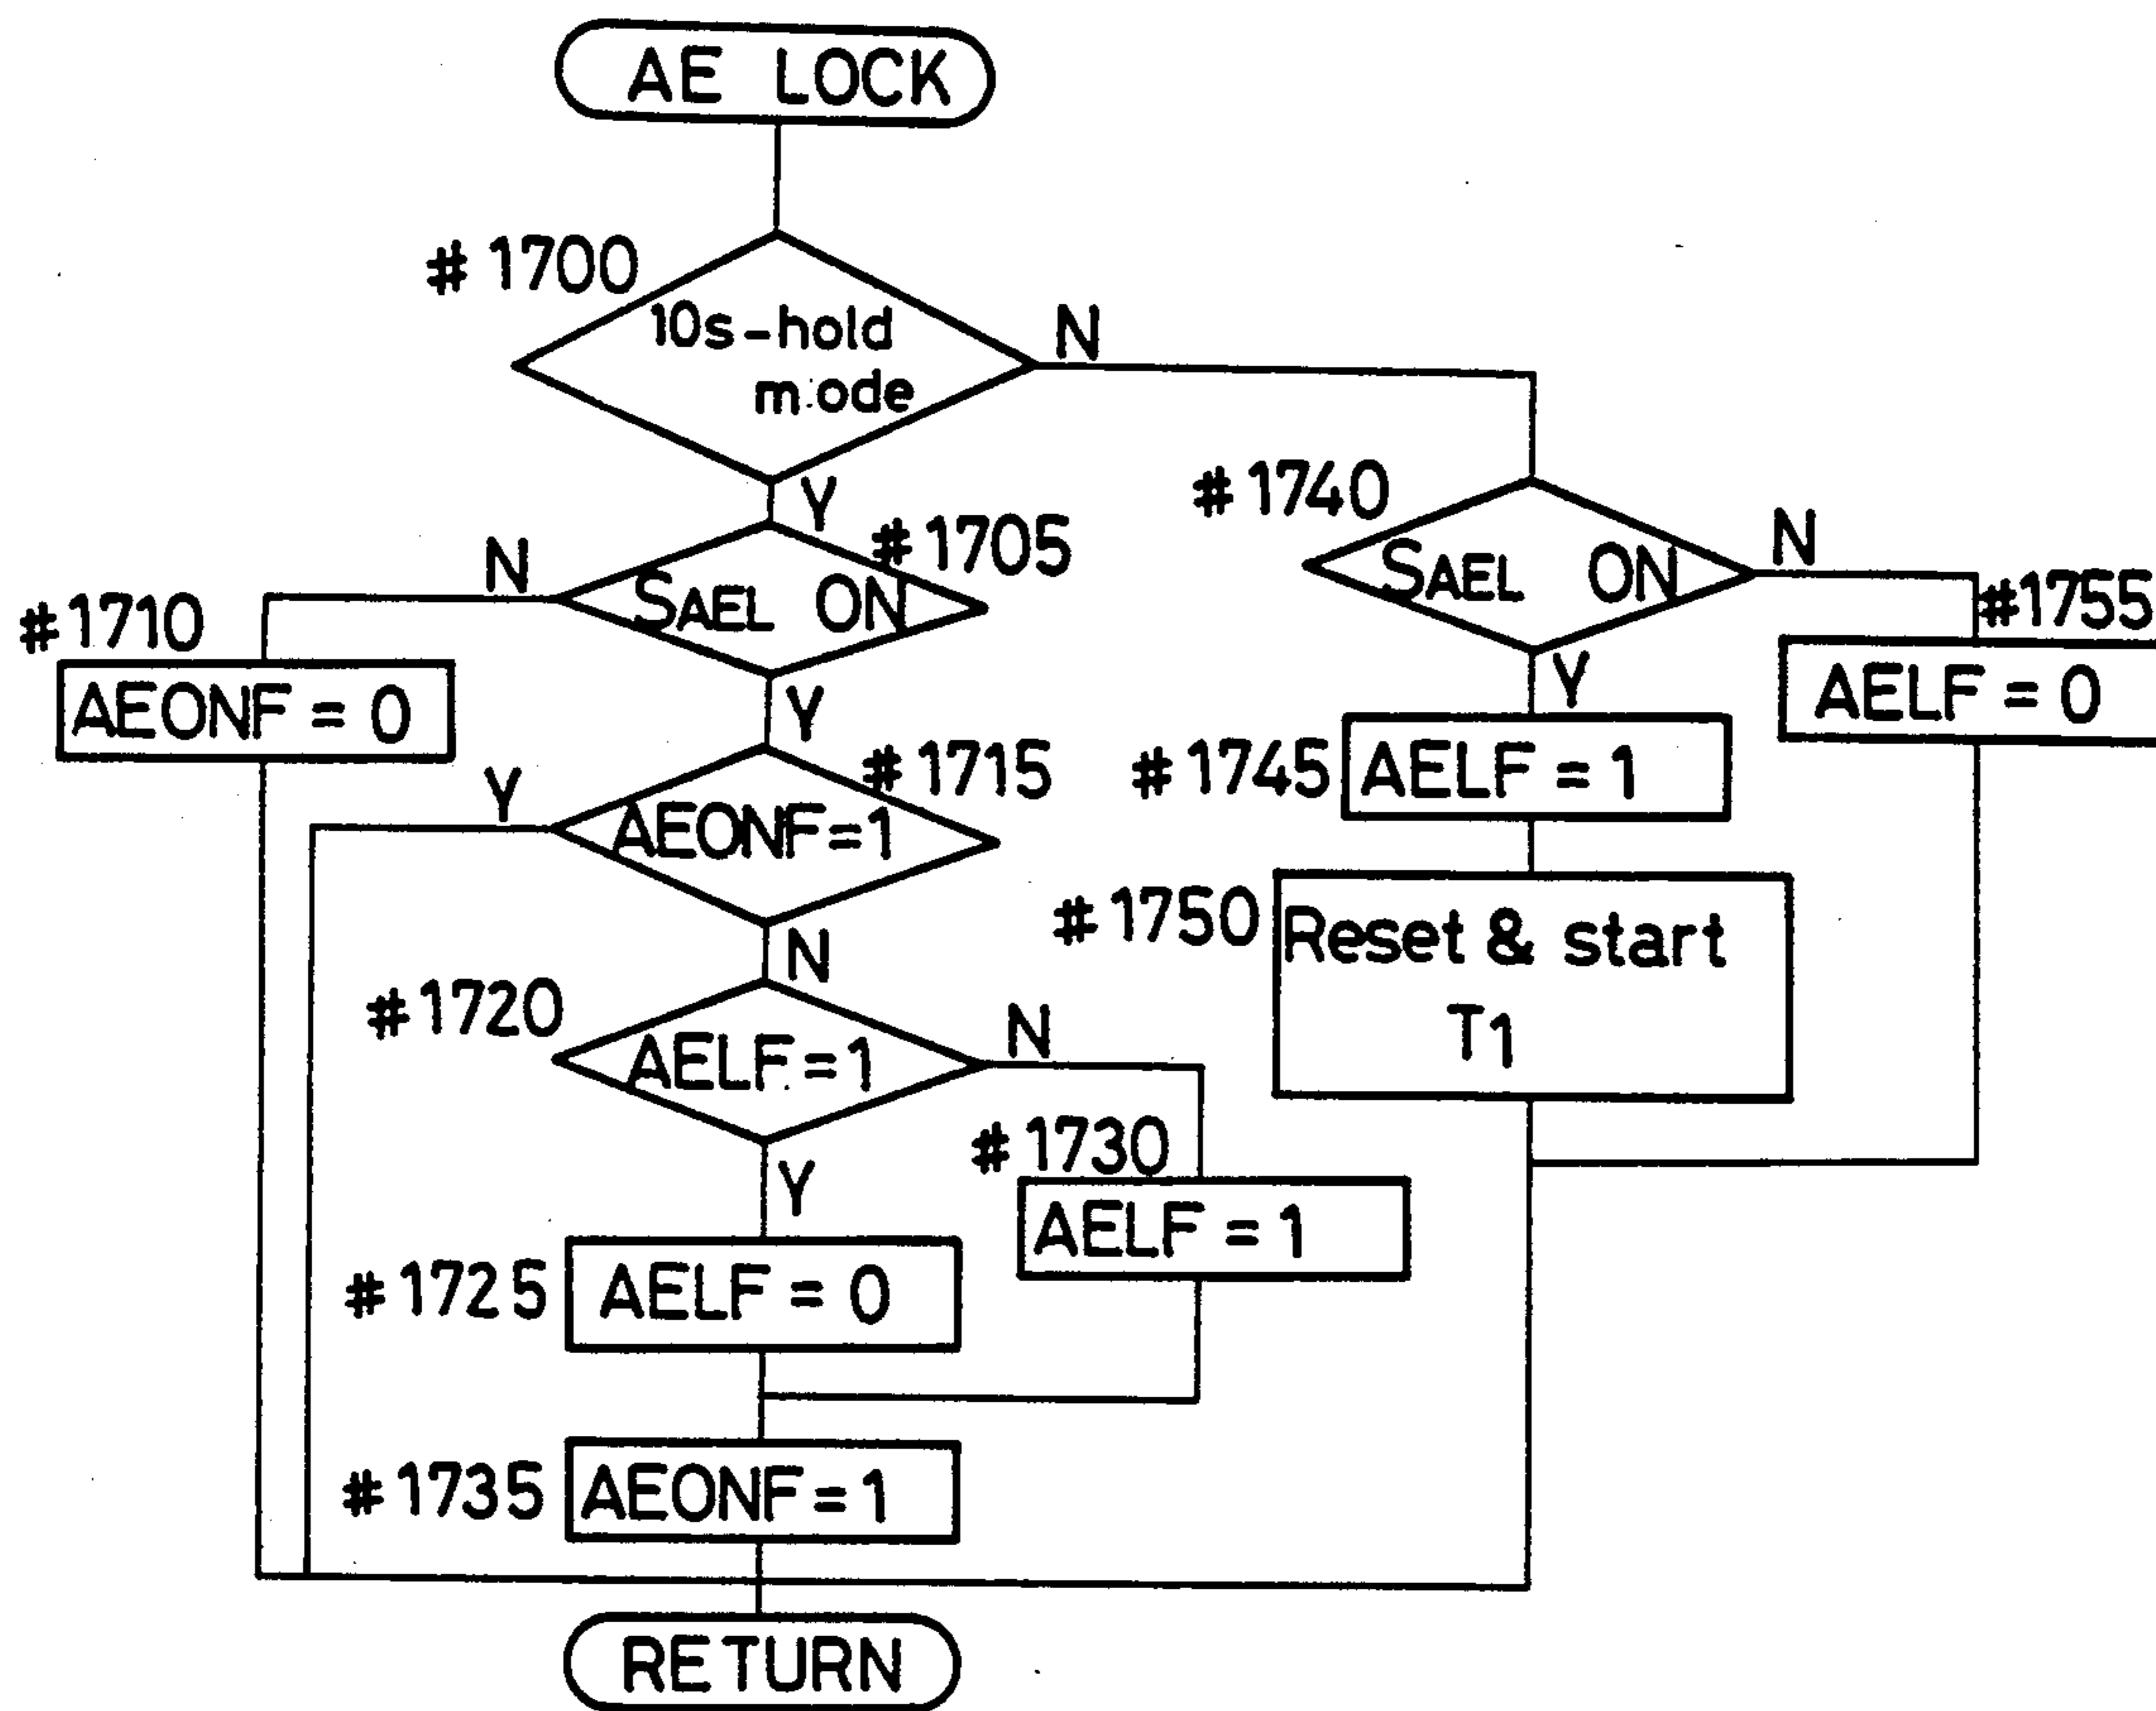 AE LOCK
#1700
10s-hold
mode
N
Y
#1705
SAEL ON
N
#1710
AEONF = 0
Y
#1715
AEONF=1
Y
N
#1720
AELF=1
N
#1730
AELF = 1
Y
#1725
AELF = 0
#1735
AEONF=1
#1740
SAEL ON
N
#1755
AELF = 0
Y
#1745
AELF = 1
#1750
Reset & start
T1
RETURN